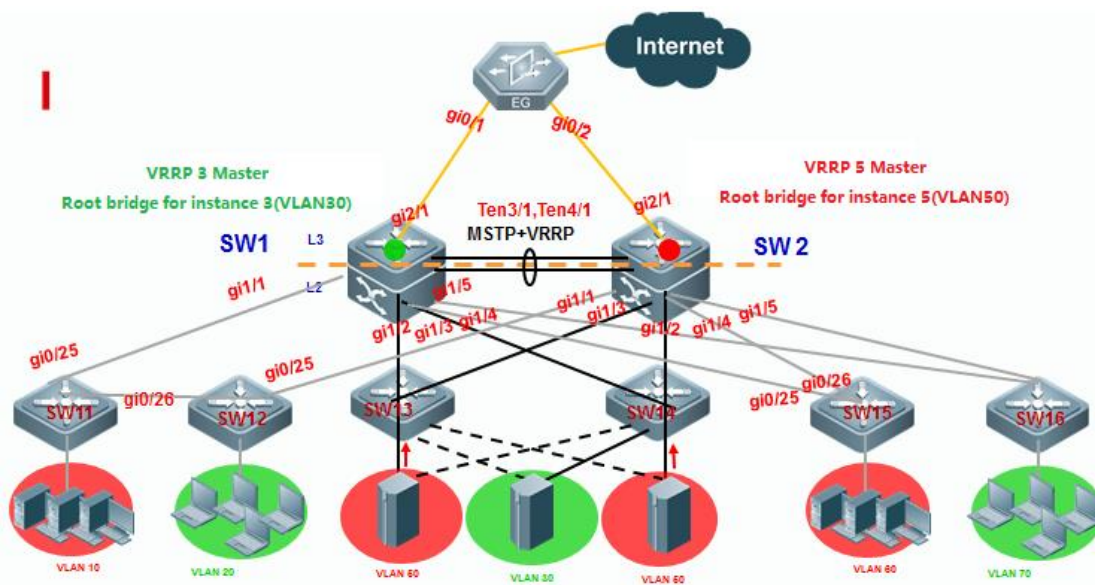 Internet
I
EG
gi0/1
gi0/2
VRRP 3 Master
Root bridge for instance 3(VLAN30)
VRRP 5 Master
Root bridge for instance 5(VLAN50)
gi2/1
Ten3/1,Ten4/1
gi2/1
MSTP+VRRP
SW1
L3
SW 2
L2
gi1/1
gi1/5
gi1/2
gi1/3
gi1/4
gi1/1
gi1/3
gi1/2
gi1/4
gi1/5
gi0/25
gi0/26
gi0/25
gi0/25
gi0/26
SW11
SW12
SW13
SW14
SW15
SW16
VLAN 10
VLAN 20
VLAN 50
VLAN 30
VLAN 50
VLAN 60
VLAN 70